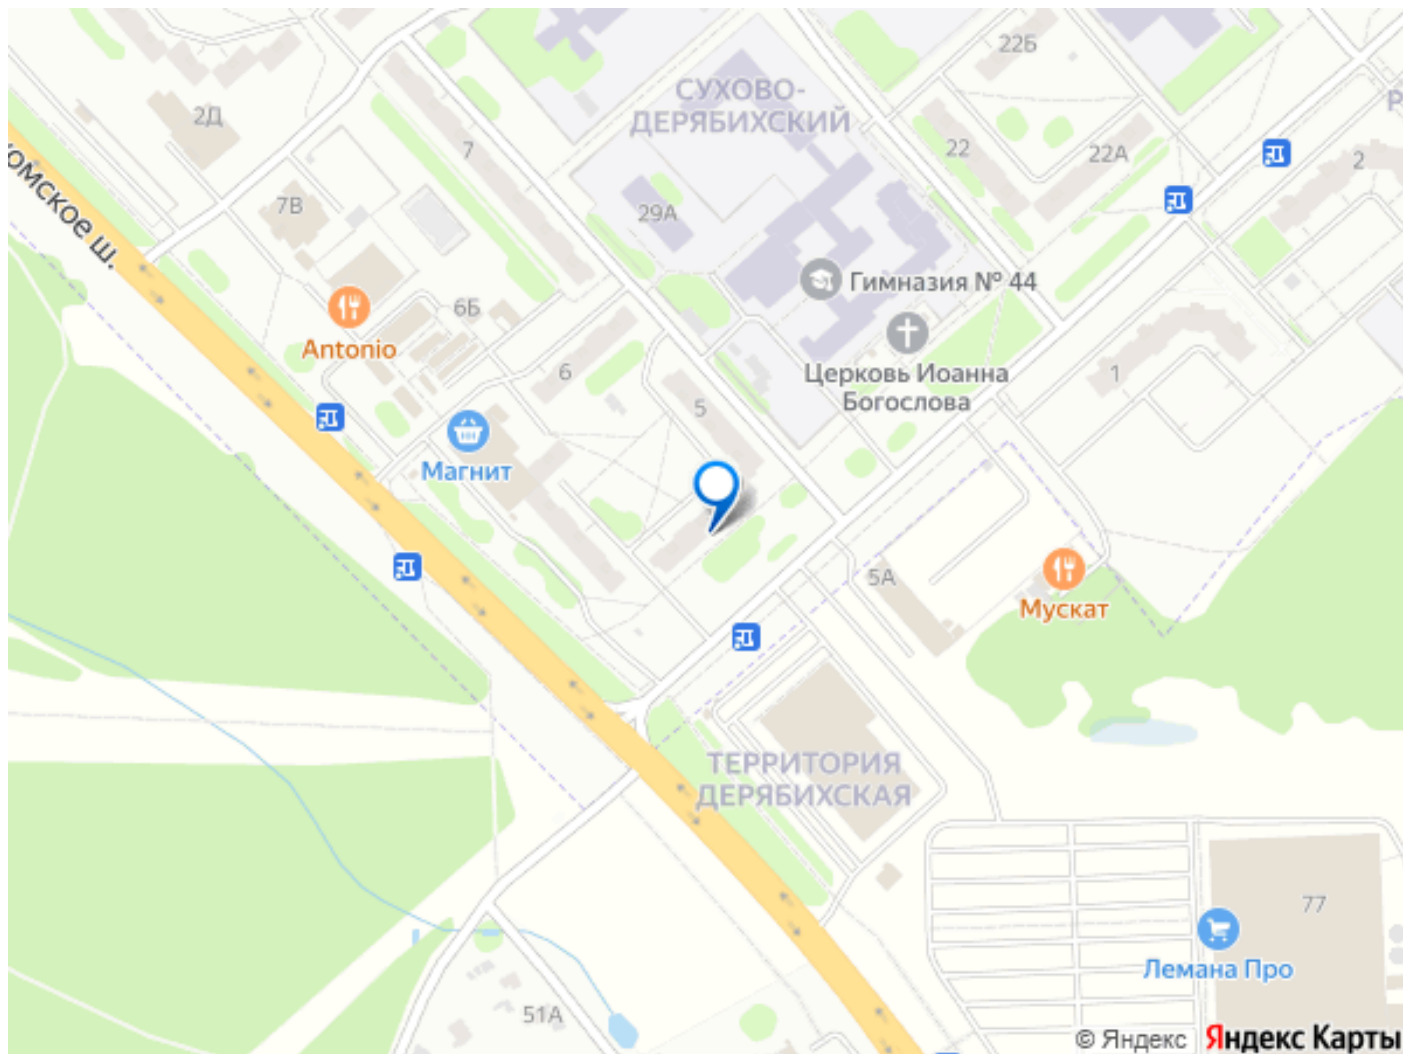 22Б
СУХОВО-
ДЕРЯБИХСКИЙ
2Д
7
22
22А
2
7В
29А
омское ш.
Гимназия № 44
6Б
Antonio
Церковь Иоанна
Богослова
1
6
5
Магнит
5А
Мускат
ТЕРРИТОРИЯ
ДЕРЯБИХСКАЯ
77
Лемана Про
51А
© Яндекс Яндекс Карты